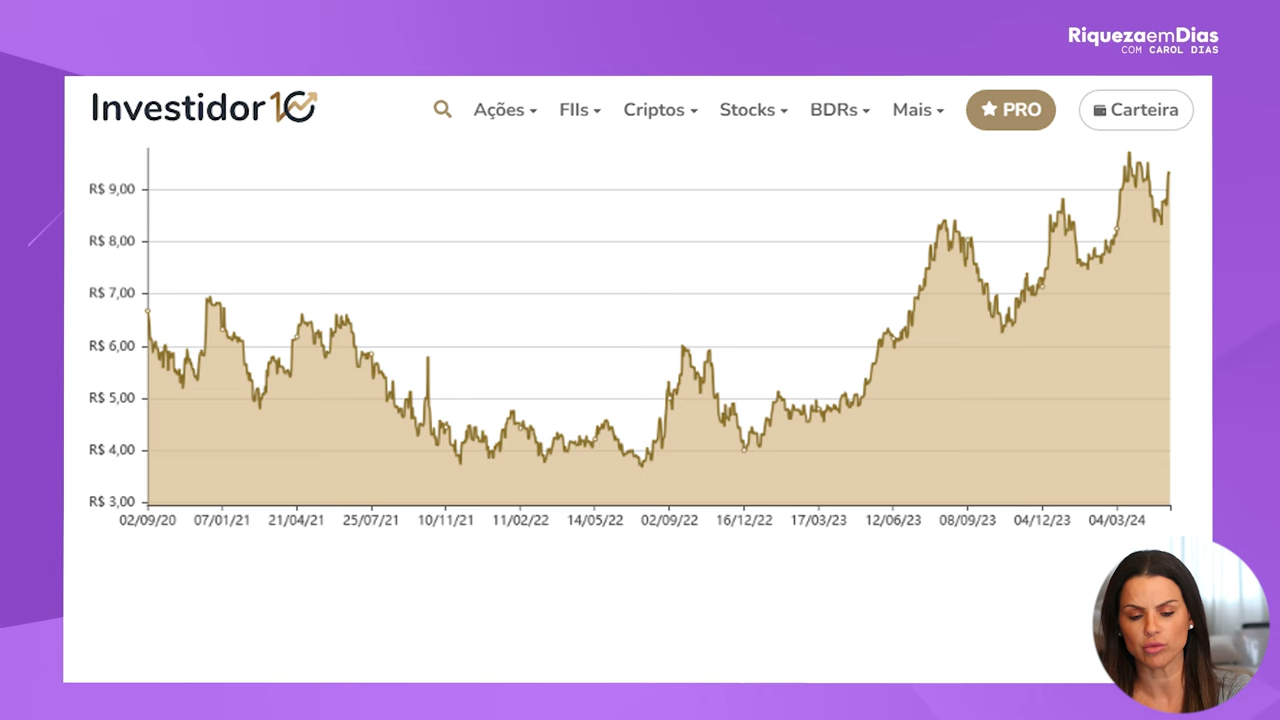 RiquezaemDias
COM CAROL DIAS
Investidor10
Ações
FIIs
Criptos
Stocks
BDRs
Mais
PRO
Carteira
R$ 9,00
R$ 8,00
R$ 7,00
R$ 6,00
R$ 5,00
R$ 4,00
R$ 3,00
02/09/20 07/01/21 21/04/21 25/07/21 10/11/21 11/02/22 14/05/22 02/09/22 16/12/22 17/03/23 12/06/23 08/09/23 04/12/23 04/03/24